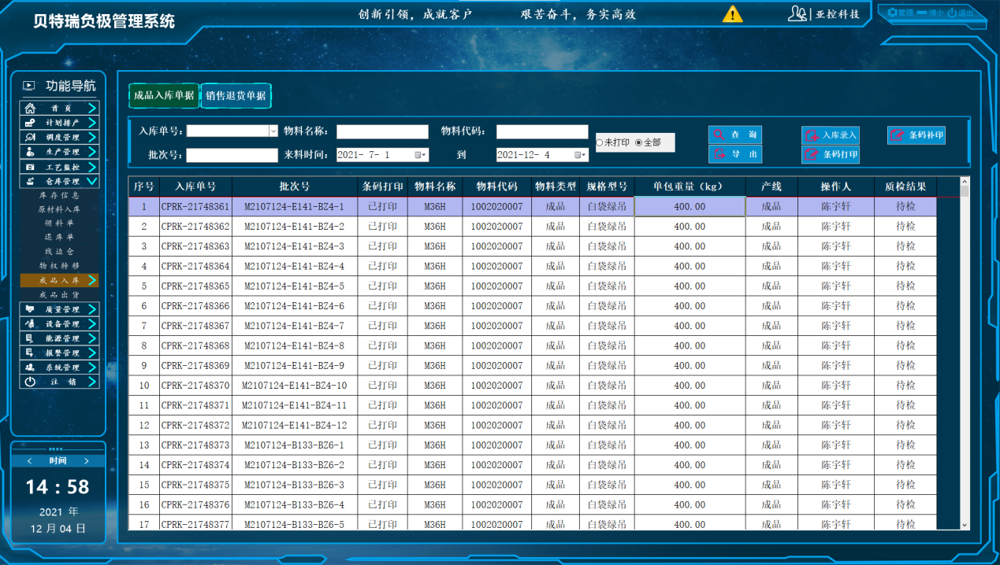 贝特瑞负极管理系统
创新引领，成就客户 艰苦奋斗，务实高效
亚控科技
管理 缩小 退出
功能导航
首 页
计划排产
调度管理
生产管理
工艺监控
仓库管理
库存信息
原材料入库
领料单
退库单
线边仓
物权转移
成品入库
成品出货
质量管理
设备管理
能源管理
报警管理
系统管理
注 销
< 时间 >
14 : 58
2021 年
12 月 04 日
成品入库单据 销售退货单据
入库单号: 物料名称: 物料代码: 未打印 全部 查 询 入库录入 条码补印
批次号: 来料时间: 2021- 7- 1 到 2021-12- 4 导 出 条码打印
序号 入库单号 批次号 条码打印 物料名称 物料代码 物料类型 规格型号 单包重量（kg） 产线 操作人 质检结果
1 CPRK-21748361 M2107124-E141-BZ4-1 已打印 M36H 1002020007 成品 白袋绿吊 400.00 成品 陈宇轩 待检
2 CPRK-21748362 M2107124-E141-BZ4-2 已打印 M36H 1002020007 成品 白袋绿吊 400.00 成品 陈宇轩 待检
3 CPRK-21748363 M2107124-E141-BZ4-3 已打印 M36H 1002020007 成品 白袋绿吊 400.00 成品 陈宇轩 待检
4 CPRK-21748364 M2107124-E141-BZ4-4 已打印 M36H 1002020007 成品 白袋绿吊 400.00 成品 陈宇轩 待检
5 CPRK-21748365 M2107124-E141-BZ4-5 已打印 M36H 1002020007 成品 白袋绿吊 400.00 成品 陈宇轩 待检
6 CPRK-21748366 M2107124-E141-BZ4-6 已打印 M36H 1002020007 成品 白袋绿吊 400.00 成品 陈宇轩 待检
7 CPRK-21748367 M2107124-E141-BZ4-7 已打印 M36H 1002020007 成品 白袋绿吊 400.00 成品 陈宇轩 待检
8 CPRK-21748368 M2107124-E141-BZ4-8 已打印 M36H 1002020007 成品 白袋绿吊 400.00 成品 陈宇轩 待检
9 CPRK-21748369 M2107124-E141-BZ4-9 已打印 M36H 1002020007 成品 白袋绿吊 400.00 成品 陈宇轩 待检
10 CPRK-21748370 M2107124-E141-BZ4-10 已打印 M36H 1002020007 成品 白袋绿吊 400.00 成品 陈宇轩 待检
11 CPRK-21748371 M2107124-E141-BZ4-11 已打印 M36H 1002020007 成品 白袋绿吊 400.00 成品 陈宇轩 待检
12 CPRK-21748372 M2107124-E141-BZ4-12 已打印 M36H 1002020007 成品 白袋绿吊 400.00 成品 陈宇轩 待检
13 CPRK-21748373 M2107124-B133-BZ6-1 已打印 M36H 1002020007 成品 白袋绿吊 400.00 成品 陈宇轩 待检
14 CPRK-21748374 M2107124-B133-BZ6-2 已打印 M36H 1002020007 成品 白袋绿吊 400.00 成品 陈宇轩 待检
15 CPRK-21748375 M2107124-B133-BZ6-3 已打印 M36H 1002020007 成品 白袋绿吊 400.00 成品 陈宇轩 待检
16 CPRK-21748376 M2107124-B133-BZ6-4 已打印 M36H 1002020007 成品 白袋绿吊 400.00 成品 陈宇轩 待检
17 CPRK-21748377 M2107124-B133-BZ6-5 已打印 M36H 1002020007 成品 白袋绿吊 400.00 成品 陈宇轩 待检